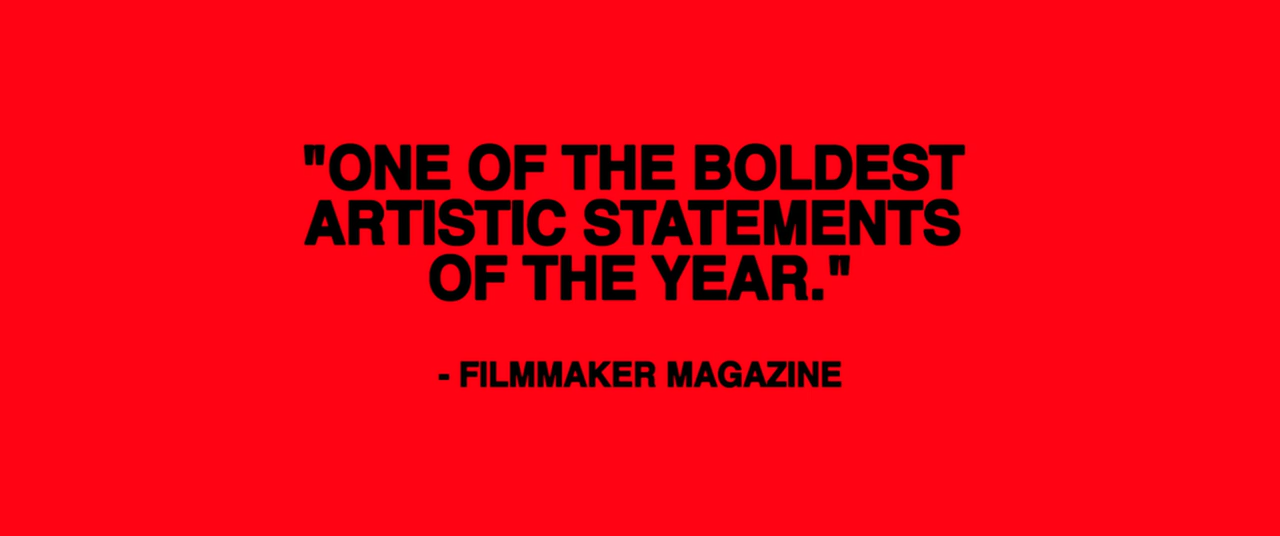 "ONE OF THE BOLDEST
ARTISTIC STATEMENTS
OF THE YEAR."
- FILMMAKER MAGAZINE